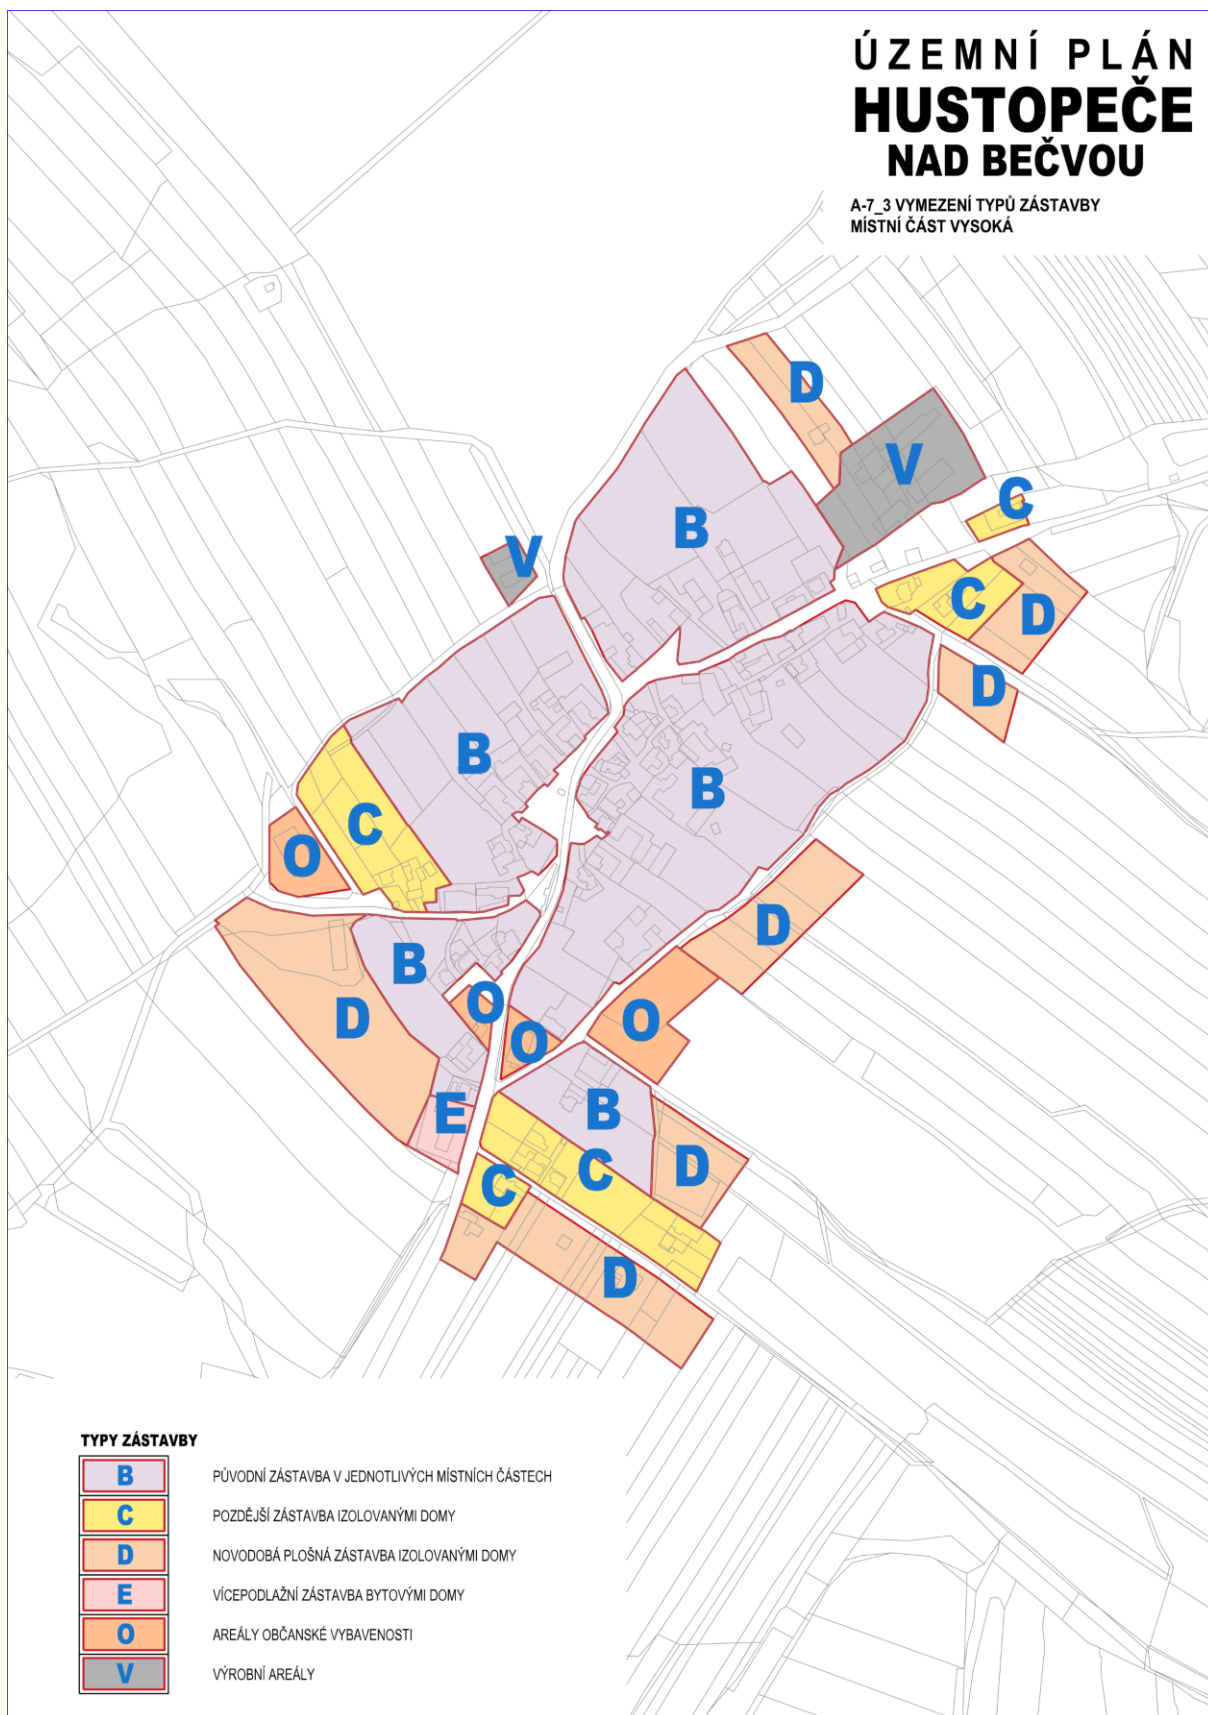 ÚZEMNÍ PLÁN
HUSTOPEČE
NAD BEČVOU
A-7_3 VYMEZENÍ TYPŮ ZÁSTAVBY
MÍSTNÍ ČÁST VYSOKÁ
D
V
C
B
V
C
D
D
B
B
C
O
D
B
D
O
O
D
O
E
B
C
D
C
D
TYPY ZÁSTAVBY
B PŮVODNÍ ZÁSTAVBA V JEDNOTLIVÝCH MÍSTNÍCH ČÁSTECH
C POZDĚJŠÍ ZÁSTAVBA IZOLOVANÝMI DOMY
D NOVODOBÁ PLOŠNÁ ZÁSTAVBA IZOLOVANÝMI DOMY
E VÍCEPODLAŽNÍ ZÁSTAVBA BYTOVÝMI DOMY
O AREÁLY OBČANSKÉ VYBAVENOSTI
V VÝROBNÍ AREÁLY